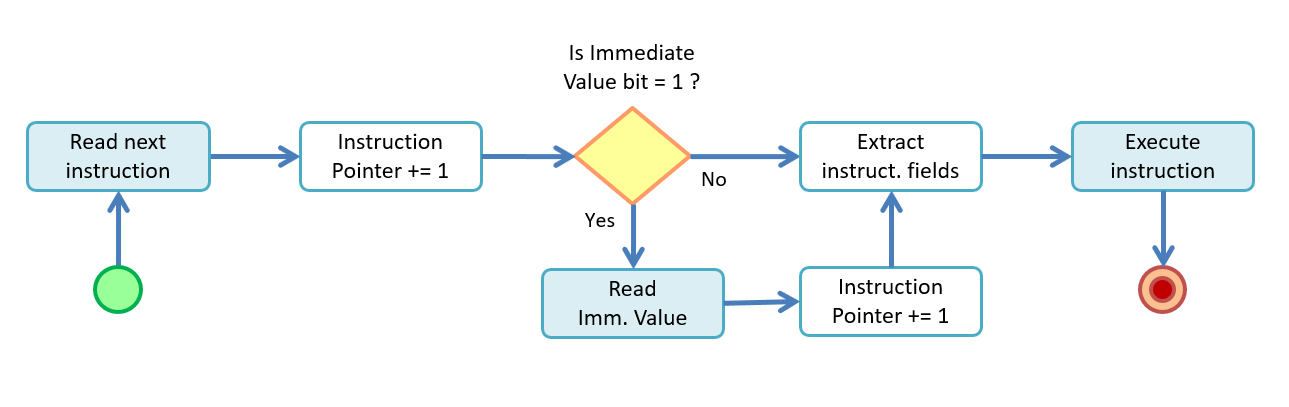 Is Immediate
Value bit = 1 ?
Read next
instruction
Instruction
Pointer += 1
No
Extract
instruct. fields
Execute
instruction
Yes
Read
Imm. Value
Instruction
Pointer += 1